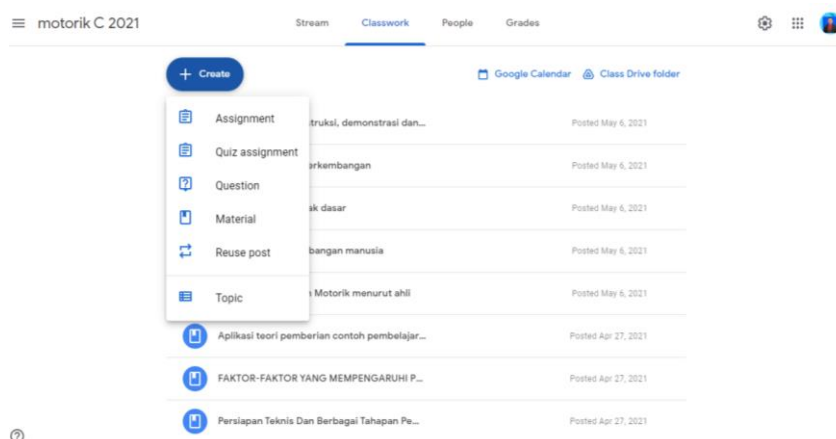 motorik C 2021
Stream Classwork People Grades
Create
Google Calendar Class Drive folder
Assignment
truksi, demonstrasi dan... Posted May 6, 2021
Quiz assignment
erkembangan Posted May 6, 2021
Question
ak dasar Posted May 6, 2021
Material
Reuse post
bangan manusia Posted May 6, 2021
Topic
Motorik menurut ahli Posted May 6, 2021
Aplikasi teori pemberian contoh pembelajar... Posted Apr 27, 2021
FAKTOR-FAKTOR YANG MEMPENGARUHI P... Posted Apr 27, 2021
Persiapan Teknis Dan Berbagai Tahapan Pe... Posted Apr 27, 2021